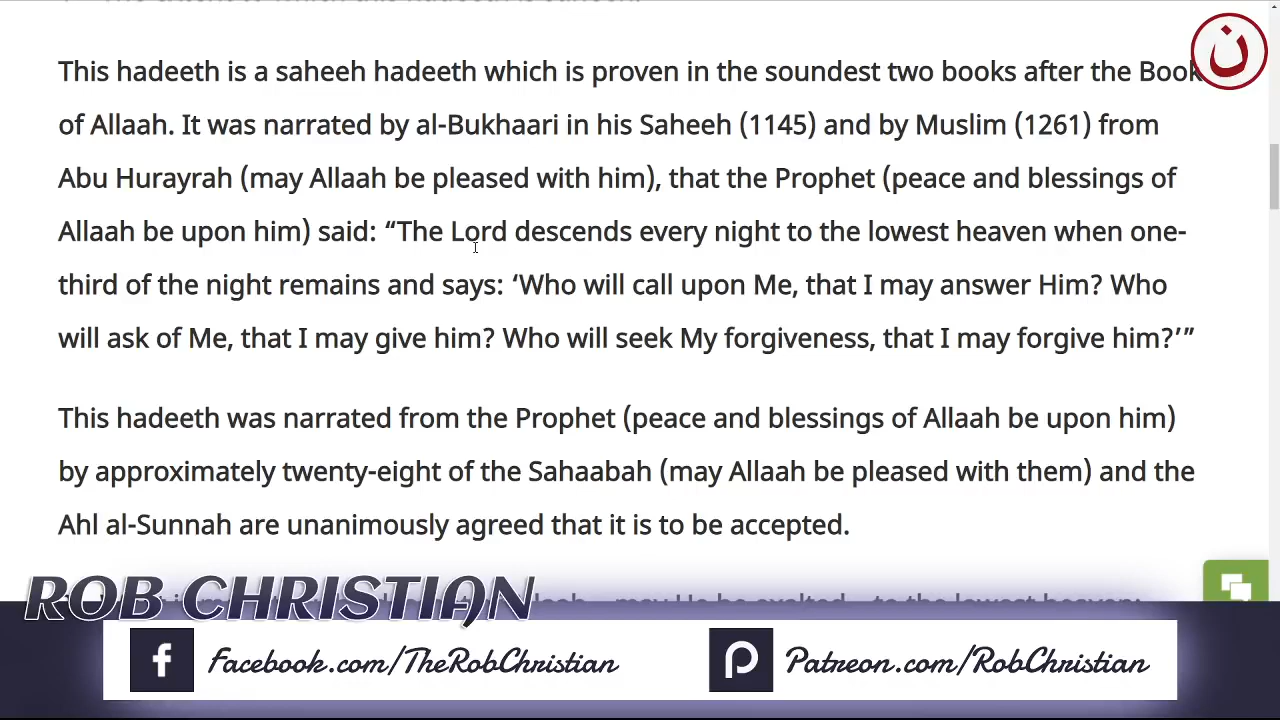 ن
This hadeeth is a saheeh hadeeth which is proven in the soundest two books after the Book
of Allaah. It was narrated by al-Bukhaari in his Saheeh (1145) and by Muslim (1261) from
Abu Hurayrah (may Allaah be pleased with him), that the Prophet (peace and blessings of
Allaah be upon him) said: “The Lord descends every night to the lowest heaven when one-
third of the night remains and says: ‘Who will call upon Me, that I may answer Him? Who
will ask of Me, that I may give him? Who will seek My forgiveness, that I may forgive him?’”
This hadeeth was narrated from the Prophet (peace and blessings of Allaah be upon him)
by approximately twenty-eight of the Sahaabah (may Allaah be pleased with them) and the
Ahl al-Sunnah are unanimously agreed that it is to be accepted.
ROB CHRISTIAN
Facebook.com/TheRobChristian
Patreon.com/RobChristian